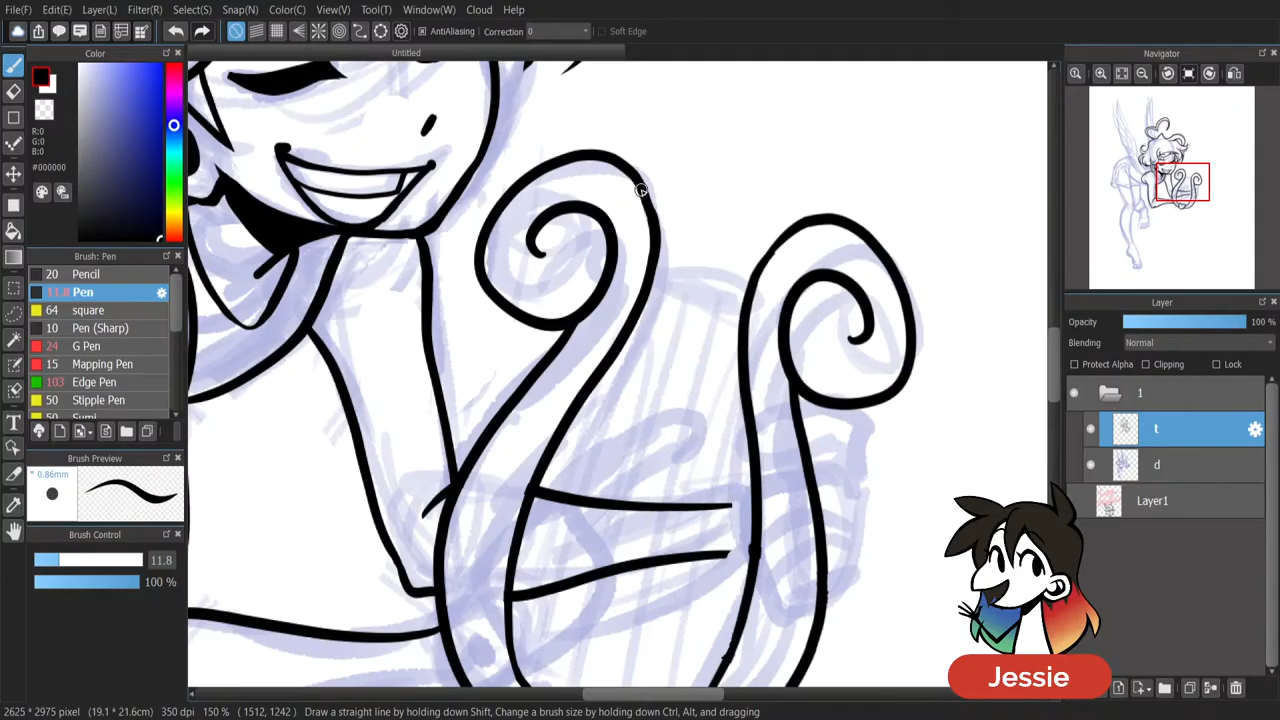 File(F) Edit(E) Layer(L) Filter(R) Select(S) Snap(N) Color(C) View(V) Tool(T) Window(W) Cloud Help
AntiAliasing Correction 0 Soft Edge
Color
Untitled
Navigator
R:0
G:0
B:0
#000000
Brush: Pen
20 Pencil
11.8 Pen
64 square
10 Pen (Sharp)
24 G Pen
15 Mapping Pen
103 Edge Pen
50 Stipple Pen
50 Sumi
Brush Preview
0.86mm
Brush Control
11.8
100 %
Layer
Opacity 100 %
Blending Normal
Protect Alpha Clipping Lock
1
t
d
Layer1
Jessie
2625 * 2975 pixel (19.1 * 21.6cm) 350 dpi 150 % ( 1512, 1242 ) Draw a straight line by holding down Shift, Change a brush size by holding down Ctrl, Alt, and dragging